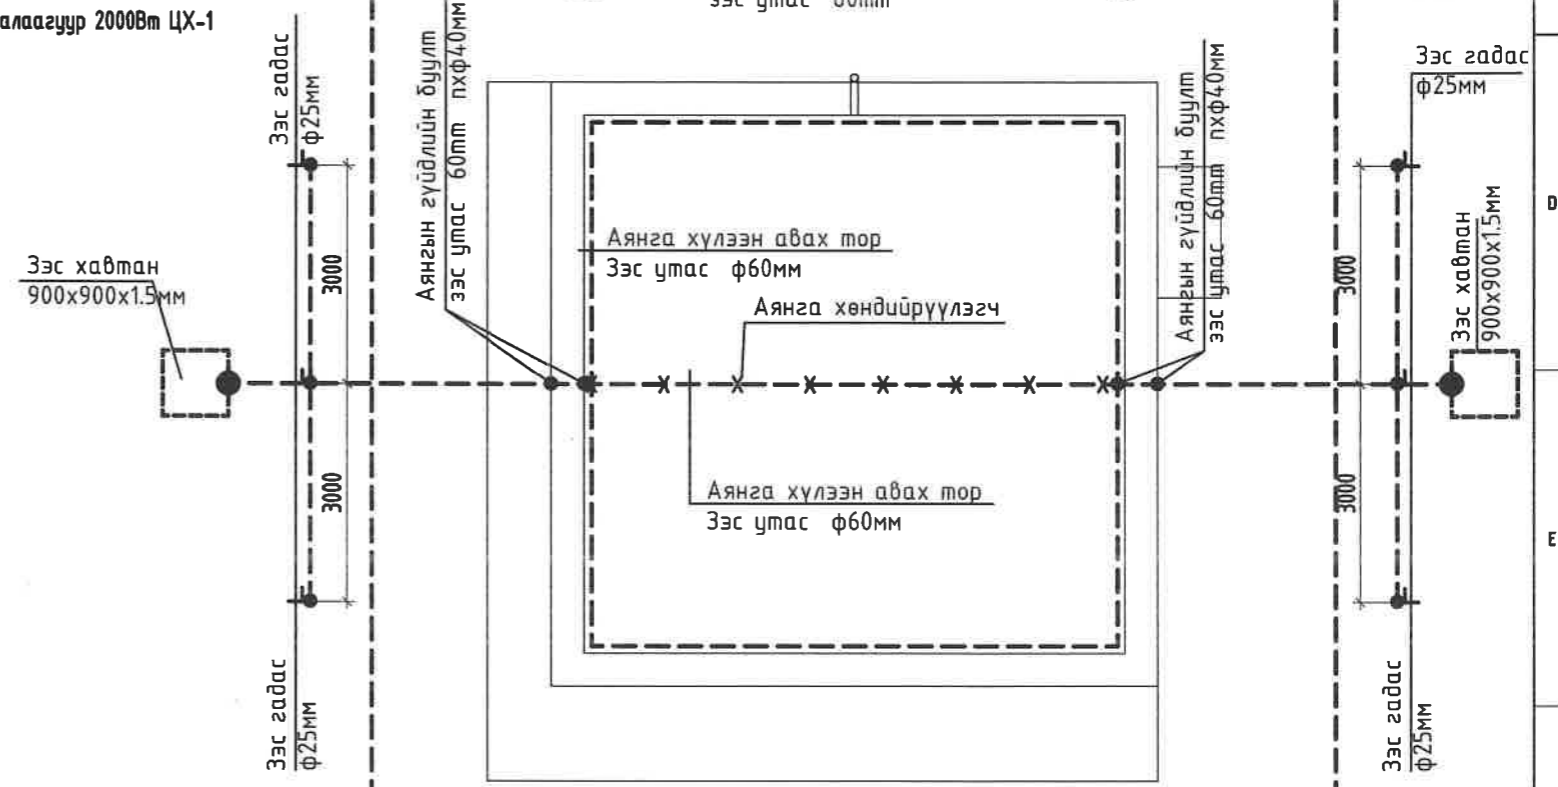 алаагуур 2000Вт ЦХ-1
зэс утас 60mm
Зэс гадас
ф25мм
Аянгын гүйдлийн буулт
зэс утас 60mm пхф40мм
Аянгын гүйдлийн буулт
зэс утас 60mm пхф40мм
Зэс гадас
ф25мм
Аянга хүлээн авах тор
Зэс утас ф60мм
Зэс хавтан
900х900х1.5мм
3000
Аянга хөндийрүүлэгч
3000
Зэс хавтан
900х900х1.5мм
D
3000
Аянга хүлээн авах тор
Зэс утас ф60мм
3000
E
Зэс гадас
ф25мм
Зэс гадас
ф25мм